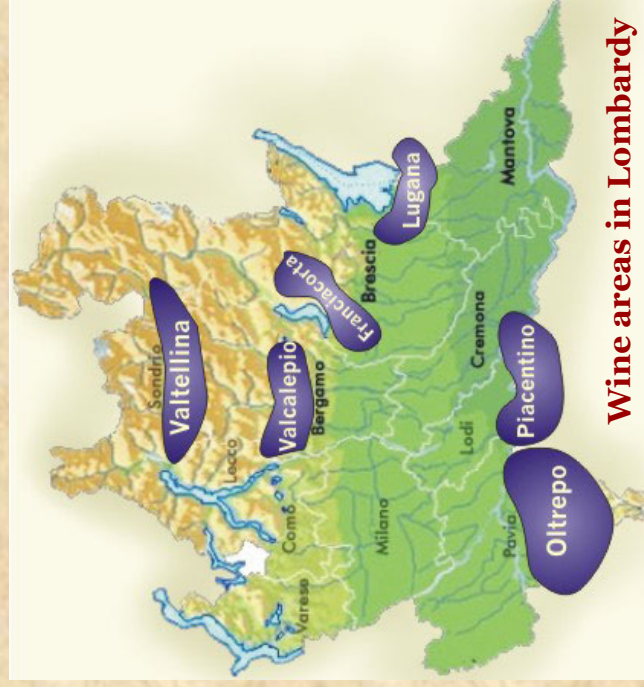 Sondrio
Valtellina
Lecco
Como
Valcalepio
Franciacorta
Varese
Bergamo
Brescia
Milano
Lugana
Lodi
Cremona
Mantova
Pavia
Piacentino
Oltrepo
Wine areas in Lombardy